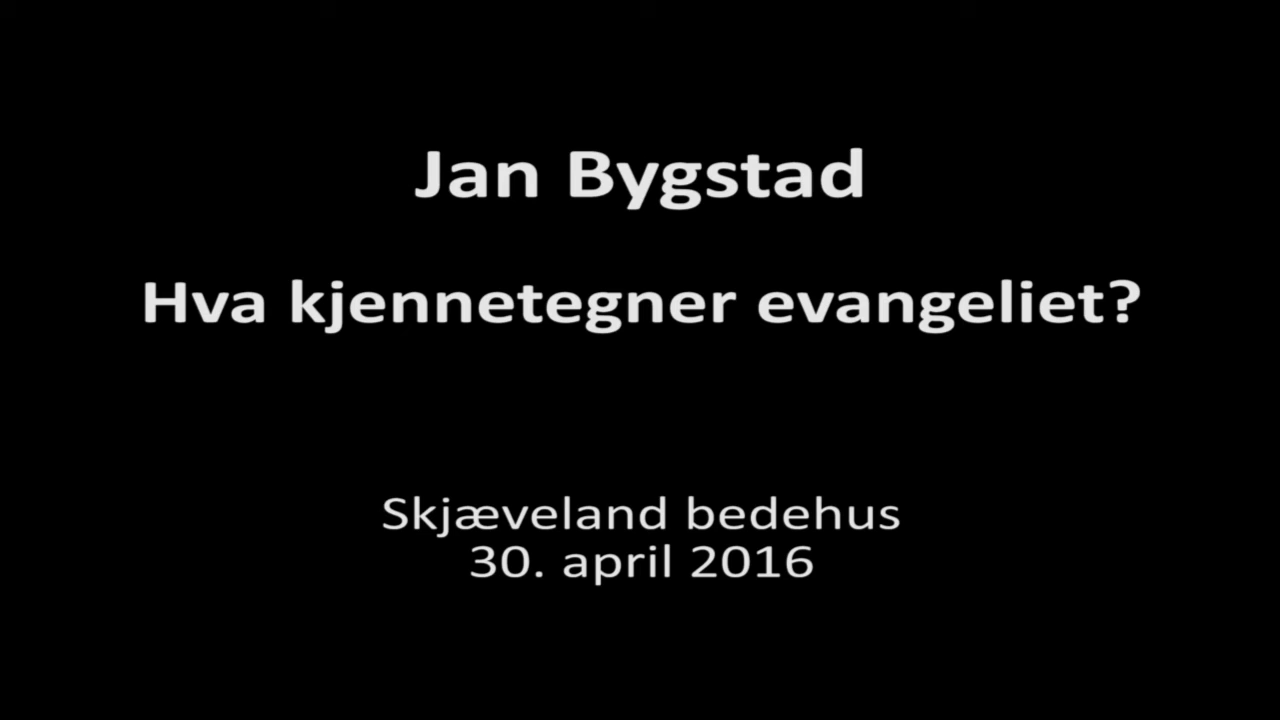 Jan Bygstad
Hva kjennetegner evangeliet?
Skjæveland bedehus
30. april 2016